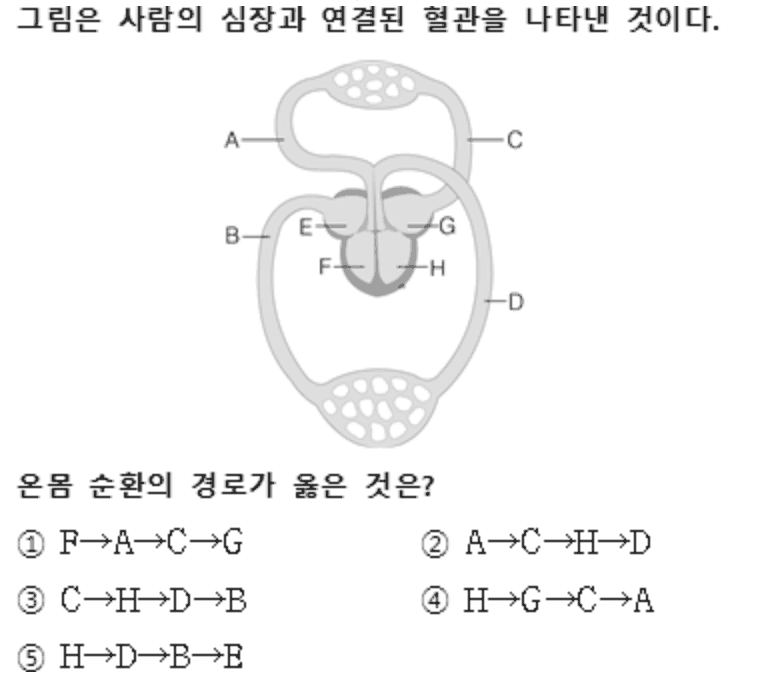 그림은 사람의 심장과 연결된 혈관을 나타낸 것이다.
A
C
B
E
G
F
H
D
온몸 순환의 경로가 옳은 것은?
① F→A→C→G ② A→C→H→D
③ C→H→D→B ④ H→G→C→A
⑤ H→D→B→E